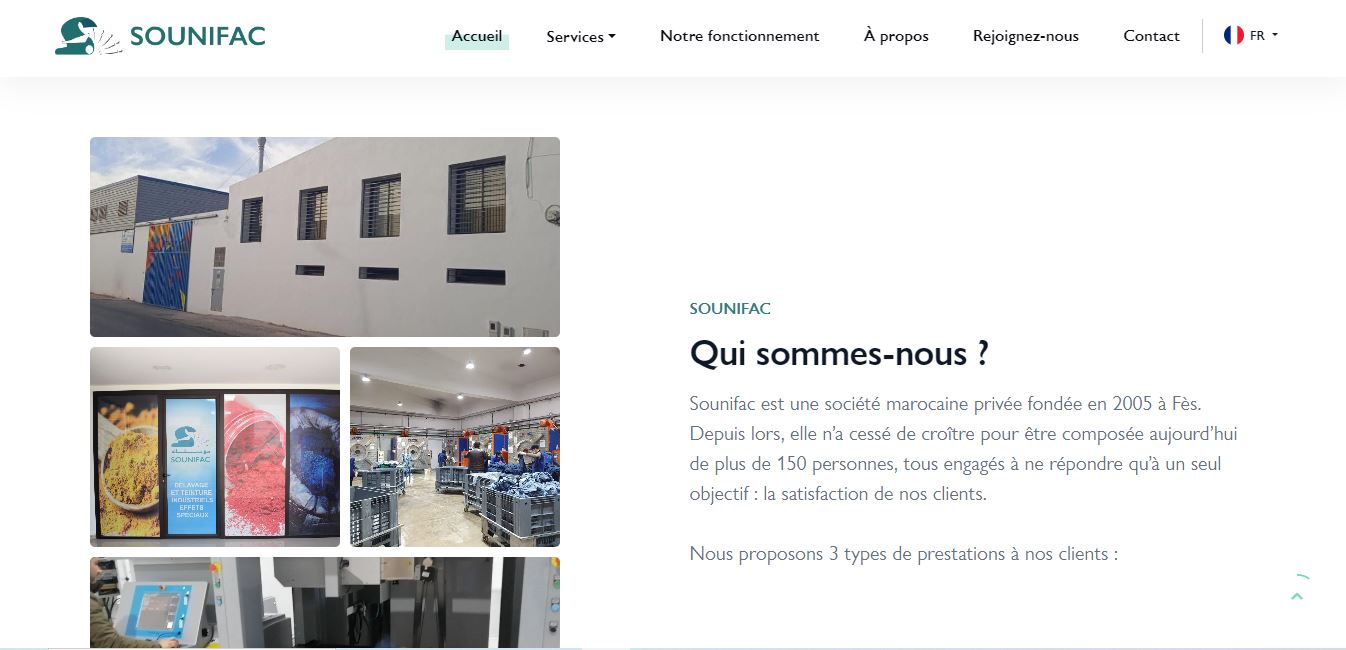 SOUNIFAC
Accueil
Services
Notre fonctionnement
À propos
Rejoignez-nous
Contact
FR
SOUNIFAC
DÉLAVAGE
ET TEINTURE
INDUSTRIELS
EFFETS
SPÉCIAUX
SOUNIFAC
Qui sommes-nous ?
Sounifac est une société marocaine privée fondée en 2005 à Fès.
Depuis lors, elle n’a cessé de croître pour être composée aujourd’hui
de plus de 150 personnes, tous engagés à ne répondre qu’à un seul
objectif : la satisfaction de nos clients.
Nous proposons 3 types de prestations à nos clients :